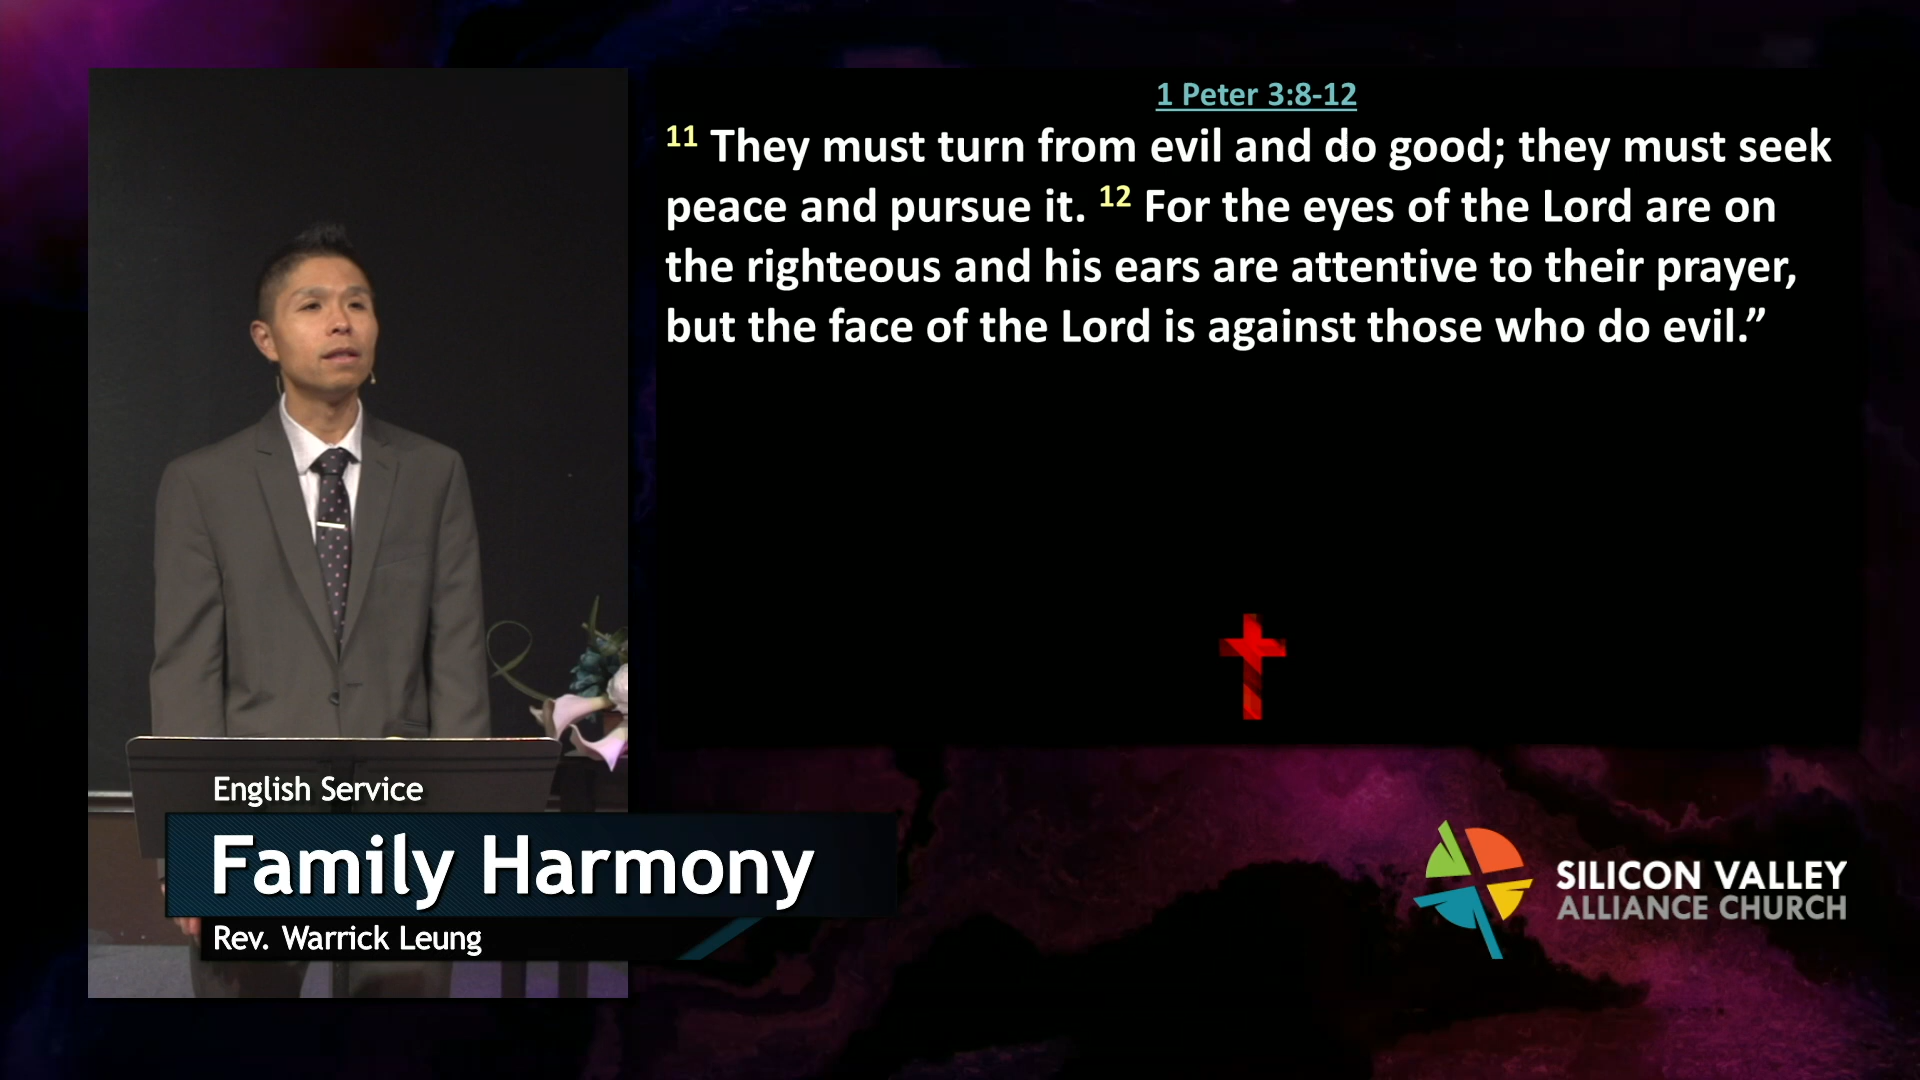 1 Peter 3:8-12
11 They must turn from evil and do good; they must seek
peace and pursue it. 12 For the eyes of the Lord are on
the righteous and his ears are attentive to their prayer,
but the face of the Lord is against those who do evil.”
English Service
Family Harmony
Rev. Warrick Leung
SILICON VALLEY
ALLIANCE CHURCH